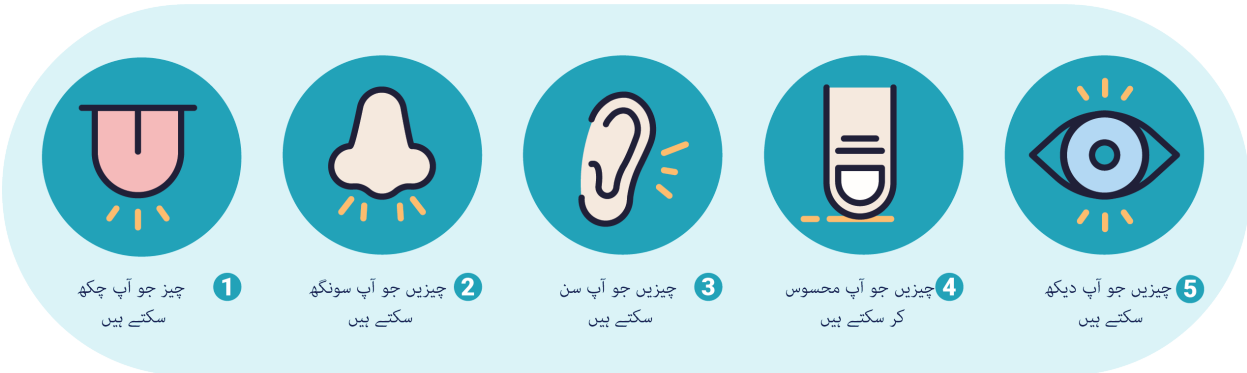 5 چیزیں جو آپ دیکھ
سکتے ہیں
4 چیزیں جو آپ محسوس
کر سکتے ہیں
3 چیزیں جو آپ سن
سکتے ہیں
2 چیزیں جو آپ سونگھ
سکتے ہیں
1 چیز جو آپ چکھ
سکتے ہیں